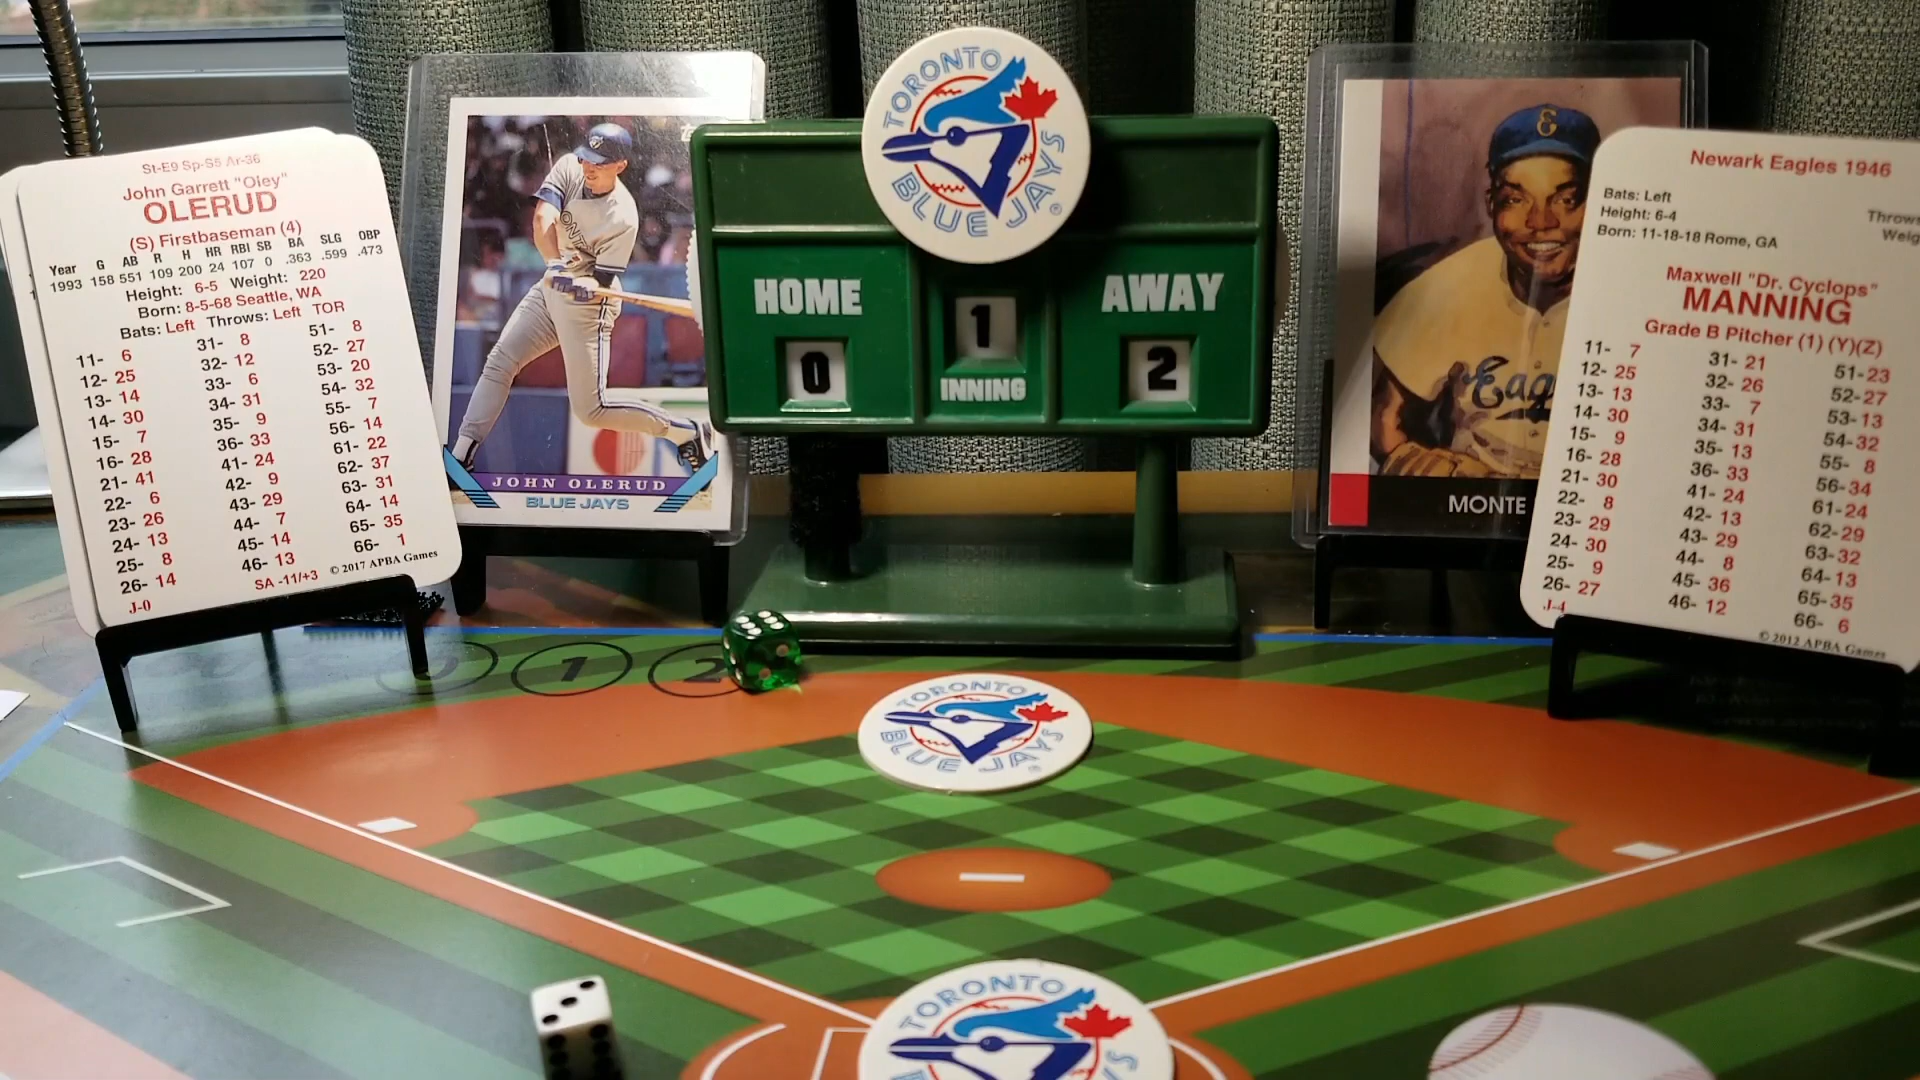 St-E9 Sp-S5 Ar-36
John Garrett "Oley"
OLERUD
(S) Firstbaseman (4)
Year G AB R H HR RBI SB BA SLG OBP
1993 158 551 109 200 24 107 0 .363 .599 .473
Height: 6-5 Weight: 220
Born: 8-5-68 Seattle, WA
Bats: Left Throws: Left TOR
11- 6 31- 8 51- 8
12- 25 32- 12 52- 27
13- 14 33- 6 53- 20
14- 30 34- 31 54- 32
15- 7 35- 9 55- 7
16- 28 36- 33 56- 14
21- 41 41- 24 61- 22
22- 6 42- 9 62- 37
23- 26 43- 29 63- 31
24- 13 44- 7 64- 14
25- 8 45- 14 65- 35
26- 14 46- 13 66- 1
J-0 SA -11/+3 © 2017 APBA Games
JOHN OLERUD
BLUE JAYS
TORONTO
BLUE JAYS
®
HOME
0
1
INNING
AWAY
2
Eag
MONTE
Newark Eagles 1946
Bats: Left Throws
Height: 6-4 Weig
Born: 11-18-18 Rome, GA
Maxwell "Dr. Cyclops"
MANNING
Grade B Pitcher (1) (Y)(Z)
11- 7 31- 21 51- 23
12- 25 32- 26 52- 27
13- 13 33- 7 53- 13
14- 30 34- 31 54- 32
15- 9 35- 13 55- 8
16- 28 36- 33 56- 34
21- 30 41- 24 61- 24
22- 8 42- 13 62- 29
23- 29 43- 29 63- 32
24- 30 44- 8 64- 13
25- 9 45- 36 65- 35
26- 27 46- 12 66- 6
J-4 © 2012 APBA Games
0 1 2
TORONTO
BLUE JAYS
®
TORONTO